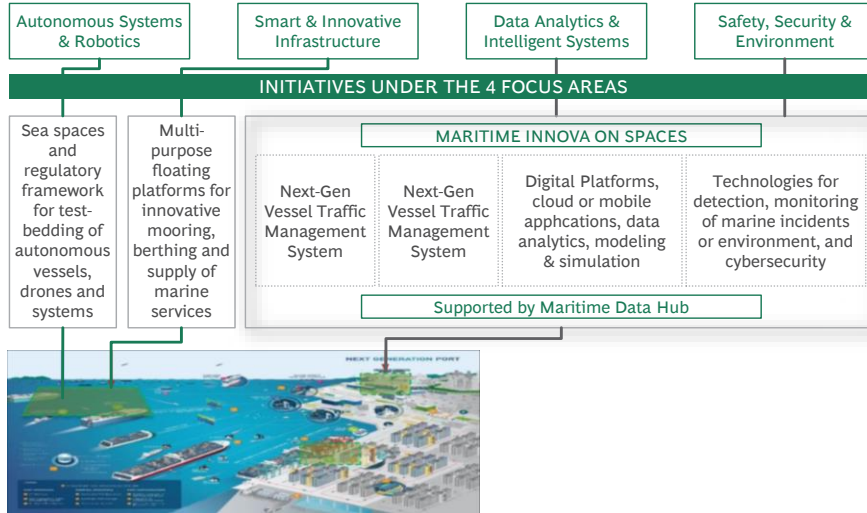 Autonomous Systems
& Robotics
Smart & Innovative
Infrastructure
Data Analytics &
Intelligent Systems
Safety, Security &
Environment
INITIATIVES UNDER THE 4 FOCUS AREAS
Sea spaces
and
regulatory
framework
for test-
bedding of
autonomous
vessels,
drones and
systems
Multi-
purpose
floating
platforms for
innovative
mooring,
berthing and
supply of
marine
services
MARITIME INNOVA ON SPACES
Next-Gen
Vessel Traffic
Management
System
Next-Gen
Vessel Traffic
Management
System
Digital Platforms,
cloud or mobile
apphcations, data
analytics, modeling
& simulation
Technologies for
detection, monitoring
of marine incidents
or environment, and
cybersecurity
Supported by Maritime Data Hub
NEXT GENERATION PORT